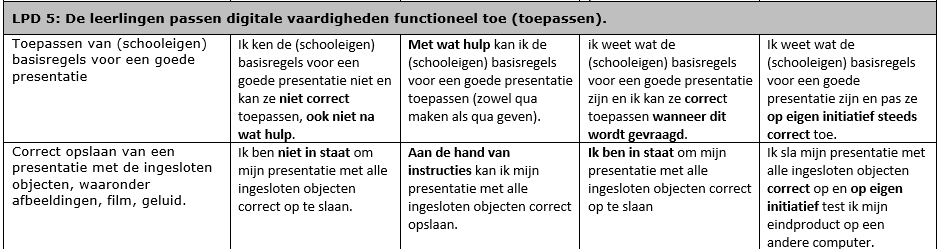 LPD 5: De leerlingen passen digitale vaardigheden functioneel toe (toepassen).
Toepassen van (schooleigen)
basisregels voor een goede
presentatie
Ik ken de (schooleigen)
basisregels voor een
goede presentatie niet en
kan ze niet correct
toepassen, ook niet na
wat hulp.
Met wat hulp kan ik de
(schooleigen) basisregels
voor een goede presentatie
toepassen (zowel qua
maken als qua geven).
ik weet wat de
(schooleigen) basisregels
voor een goede presentatie
zijn en ik kan ze correct
toepassen wanneer dit
wordt gevraagd.
Ik weet wat de
(schooleigen) basisregels
voor een goede
presentatie zijn en pas ze
op eigen initiatief steeds
correct toe.
Correct opslaan van een
presentatie met de ingesloten
objecten, waaronder
afbeeldingen, film, geluid.
Ik ben niet in staat om
mijn presentatie met alle
ingesloten objecten
correct op te slaan.
Aan de hand van
instructies kan ik mijn
presentatie met alle
ingesloten objecten correct
opslaan.
Ik ben in staat om mijn
presentatie met alle
ingesloten objecten correct
op te slaan
Ik sla mijn presentatie met
alle ingesloten objecten
correct op en op eigen
initiatief test ik mijn
eindproduct op een
andere computer.